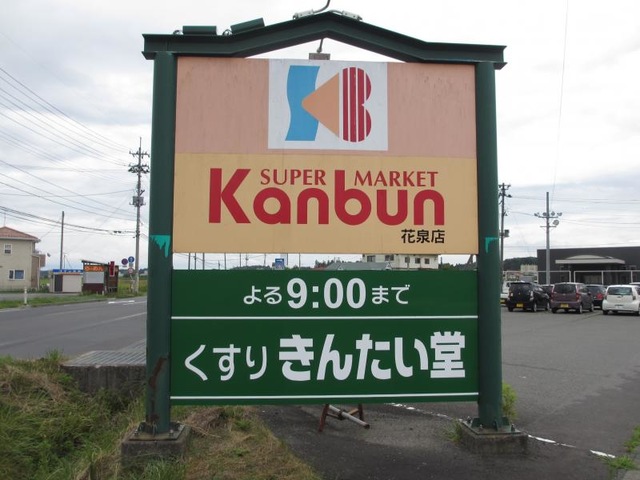 SUPER MARKET
Kanbun
花泉店
よる9:00まで
くすり きんたい堂